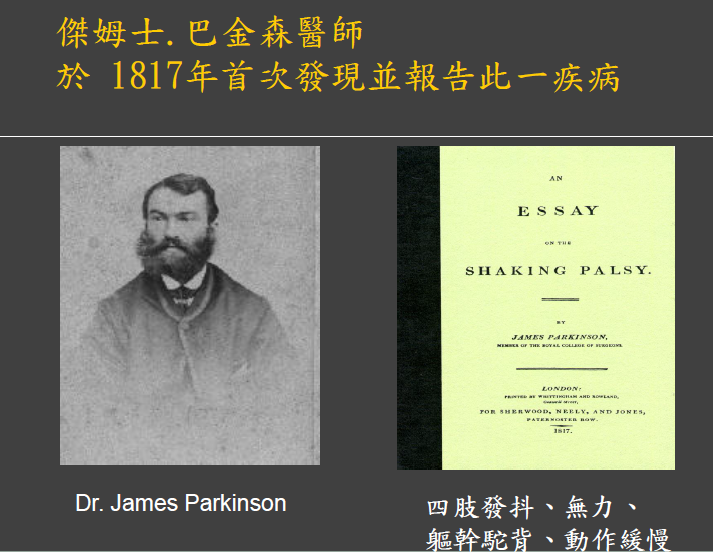 傑姆士.巴金森醫師
於 1817年首次發現並報告此一疾病
AN
ESSAY
ON THE
SHAKING PALSY.
BY
JAMES PARKINSON,
MEMBER OF THE ROYAL COLLEGE OF SURGEONS.
LONDON:
PRINTED BY WHITTINGHAM AND ROWLAND,
Goswell Street,
FOR SHERWOOD, NEELY, AND JONES,
PATERNOSTER ROW.
1817.
Dr. James Parkinson
四肢發抖、無力、
軀幹駝背、動作緩慢